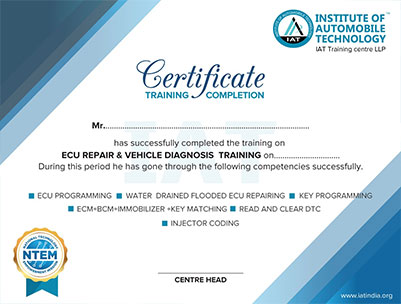 INSTITUTE OF
AUTOMOBILE
TECHNOLOGY
™
IAT Training centre LLP
IAT
Certificate
TRAINING COMPLETION
Mr.................................................................................
IAT
has successfully completed the training on
ECU REPAIR & VEHICLE DIAGNOSIS TRAINING on............................
During this period he has gone through the following competencies successfully.
ECU PROGRAMMING WATER DRAINED FLOODED ECU REPAIRING KEY PROGRAMMING
ECM+BCM+IMMOBILIZER +KEY MATCHING READ AND CLEAR DTC
INJECTOR CODING
NTEM
CENTRE HEAD
www.iatindia.org